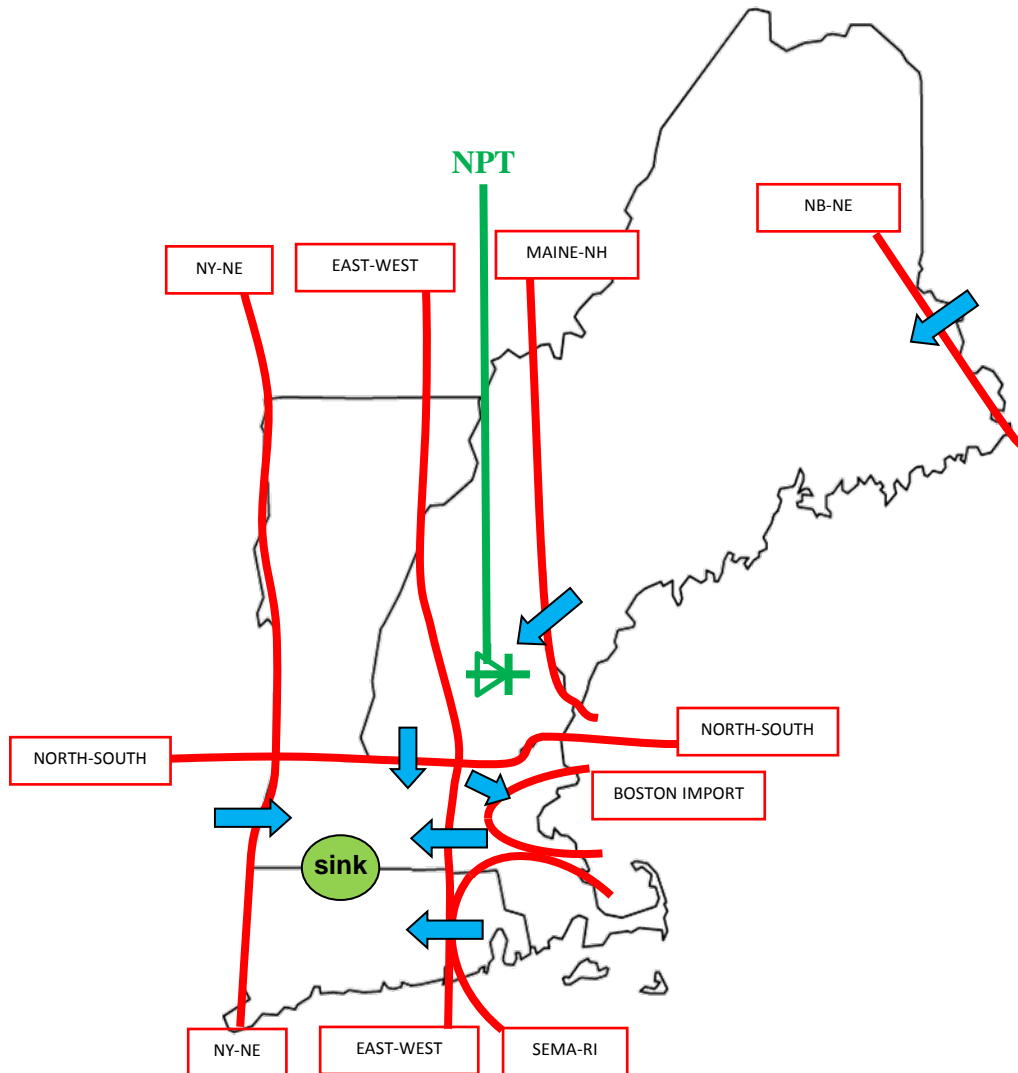 NPT
NB-NE
NY-NE
EAST-WEST
MAINE-NH
NORTH-SOUTH
NORTH-SOUTH
BOSTON IMPORT
sink
NY-NE
EAST-WEST
SEMA-RI